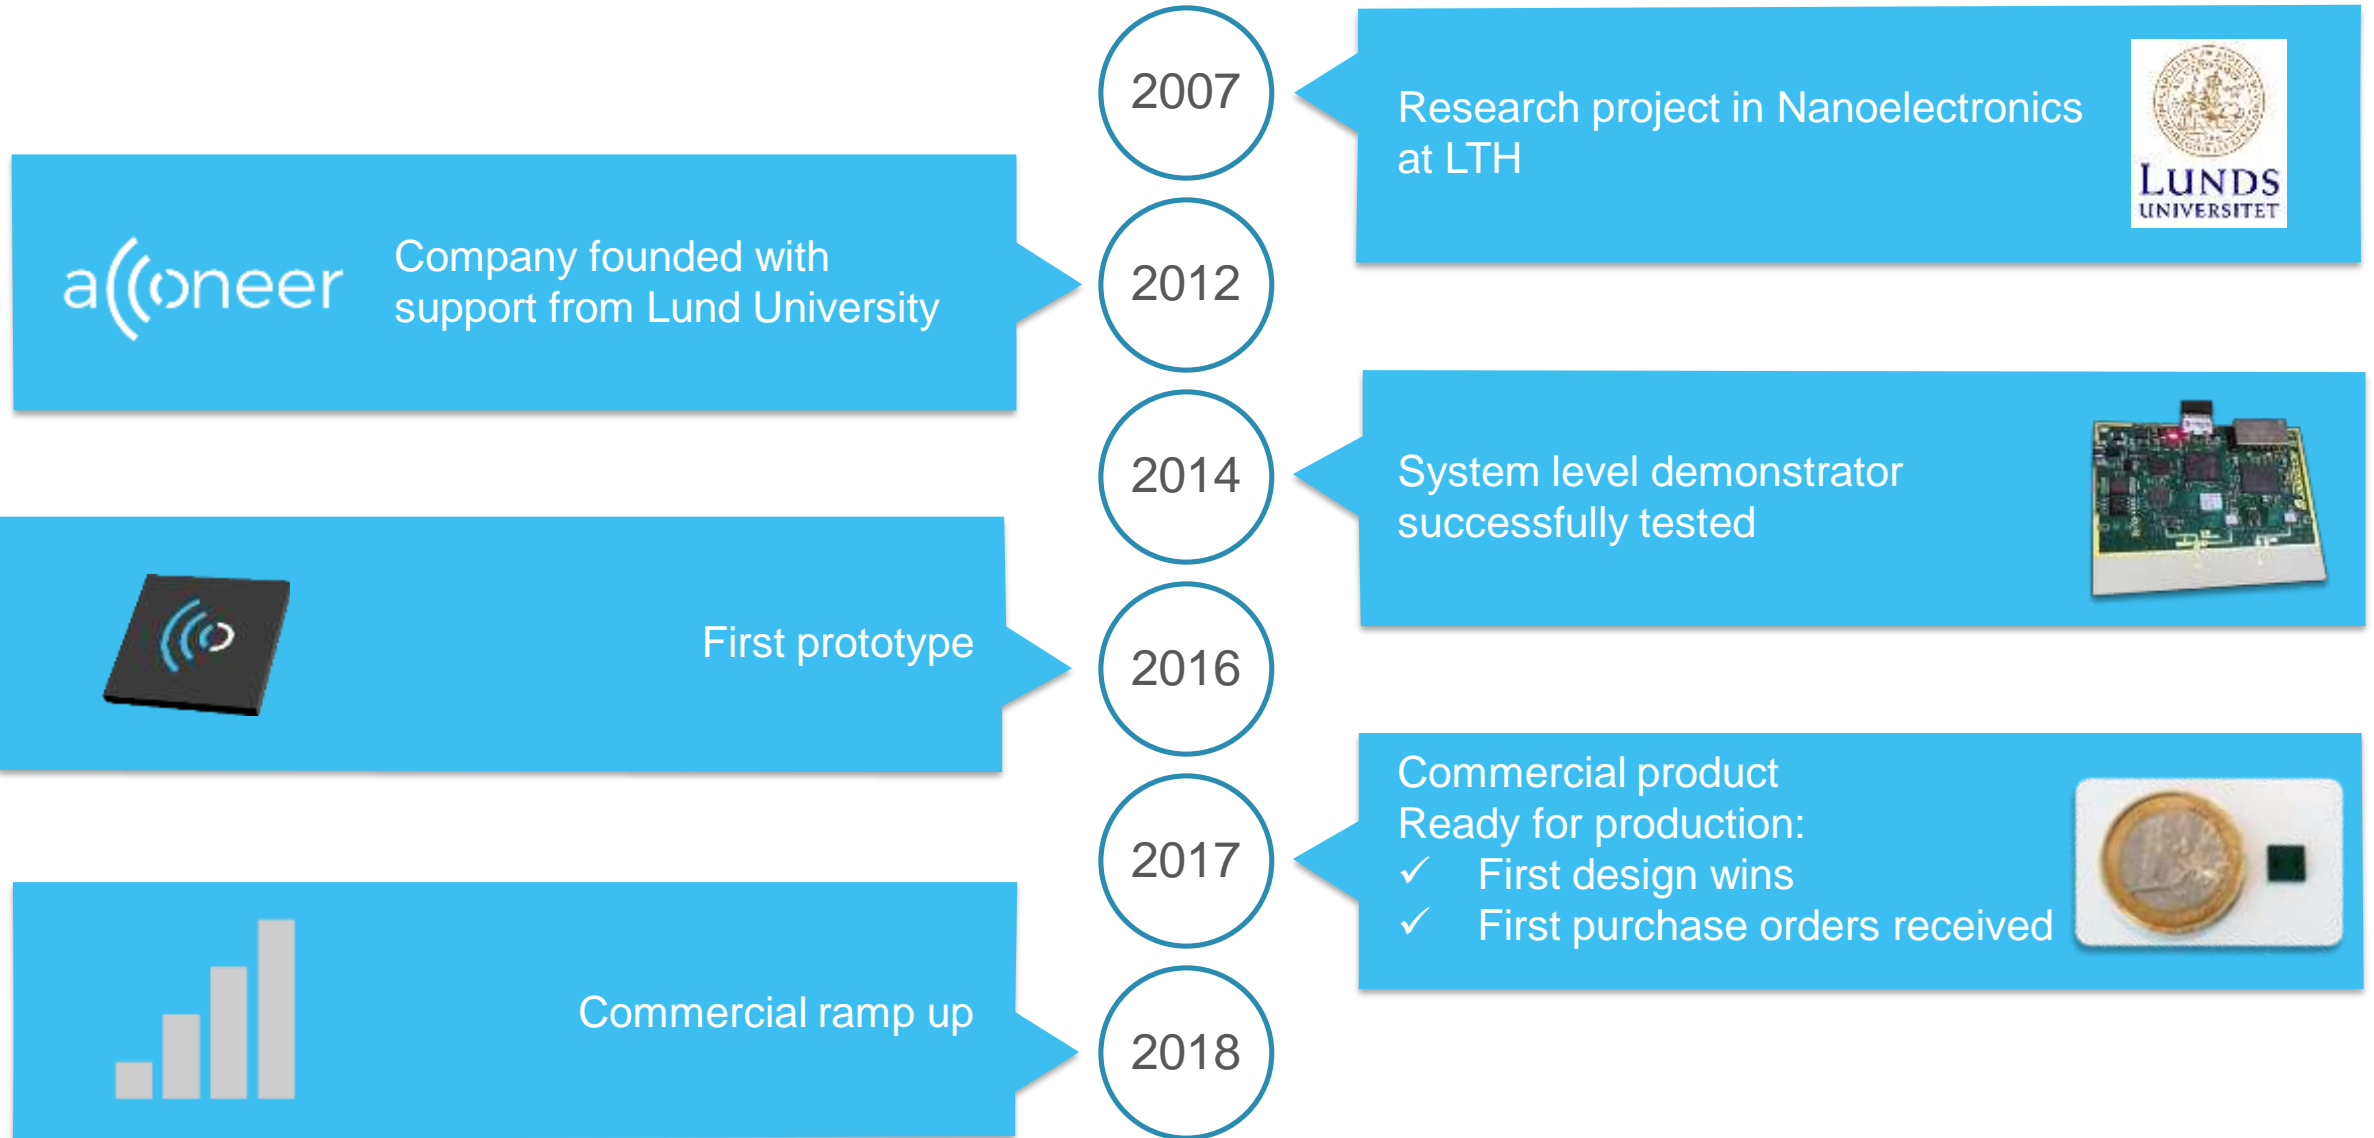 2007
Research project in Nanoelectronics
at LTH
LUNDS
UNIVERSITET
acconeer
Company founded with
support from Lund University
2012
2014
System level demonstrator
successfully tested
First prototype
2016
Commercial product
Ready for production:
✓ First design wins
✓ First purchase orders received
2017
Commercial ramp up
2018